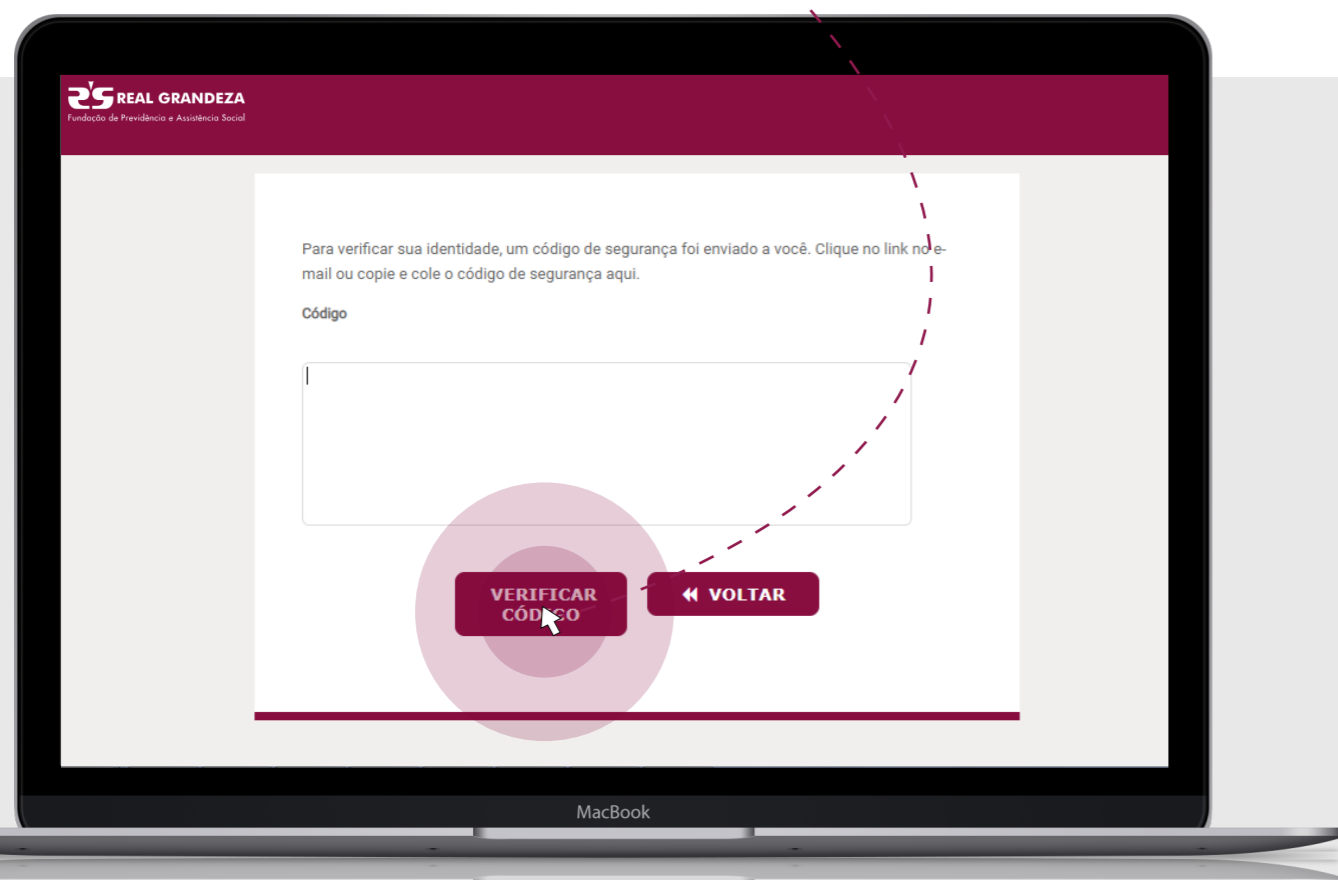 REAL GRANDEZA
Fundação de Previdência e Assistência Social
Para verificar sua identidade, um código de segurança foi enviado a você. Clique no link no e-
mail ou copie e cole o código de segurança aqui.
Código
VERIFICAR
CÓDIGO
VOLTAR
MacBook